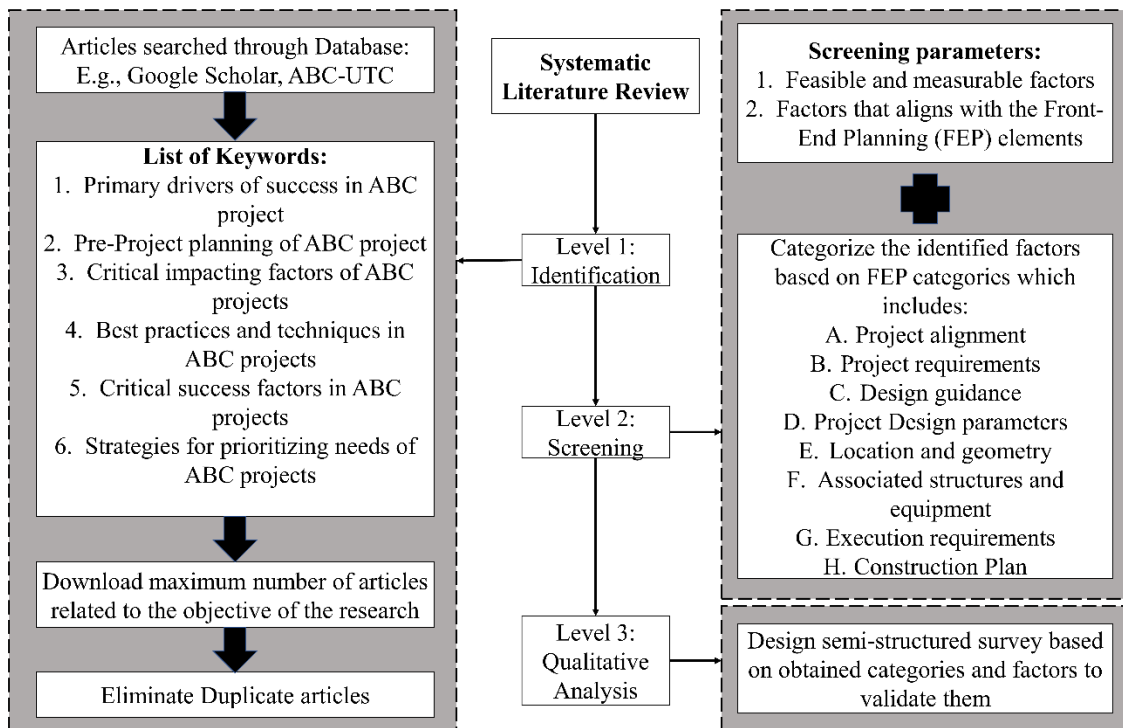 Articles searched through Database:
E.g., Google Scholar, ABC-UTC
List of Keywords:
1. Primary drivers of success in ABC
project
2. Pre-Project planning of ABC project
3. Critical impacting factors of ABC
projects
4. Best practices and techniques in
ABC projects
5. Critical success factors in ABC
projects
6. Strategies for prioritizing needs of
ABC projects
Download maximum number of articles
related to the objective of the research
Eliminate Duplicate articles
Systematic
Literature Review
Level 1:
Identification
Level 2:
Screening
Level 3:
Qualitative
Analysis
Screening parameters:
1. Feasible and measurable factors
2. Factors that aligns with the Front-
End Planning (FEP) elements
Categorize the identified factors
based on FEP categories which
includes:
A. Project alignment
B. Project requirements
C. Design guidance
D. Project Design parameters
E. Location and geometry
F. Associated structures and
equipment
G. Execution requirements
H. Construction Plan
Design semi-structured survey based
on obtained categories and factors to
validate them